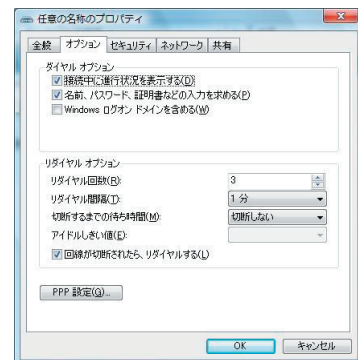 任意の名称のプロパティ
全般 オプション セキュリティ ネットワーク 共有
ダイヤル オプション
接続中に進行状況を表示する(D)
名前、パスワード、証明書などの入力を求める(P)
Windows ログオン ドメインを含める(W)
リダイヤル オプション
リダイヤル回数(R): 3
リダイヤル間隔(T): 1 分
切断するまでの待ち時間(M): 切断しない
アイドルしきい値(E):
回線が切断されたら、リダイヤルする(L)
PPP 設定(G)...
OK キャンセル